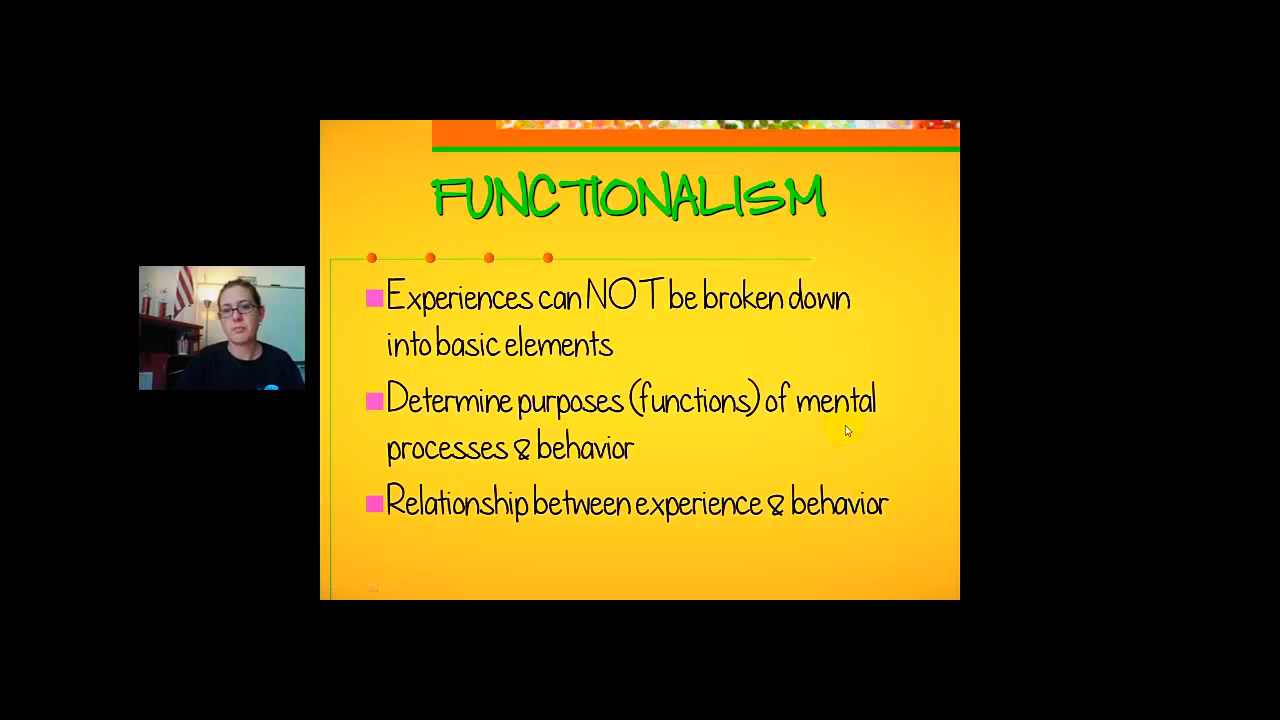 FUNCTIONALISM
Experiences can NOT be broken down
into basic elements
Determine purposes (functions) of mental
processes & behavior
Relationship between experience & behavior